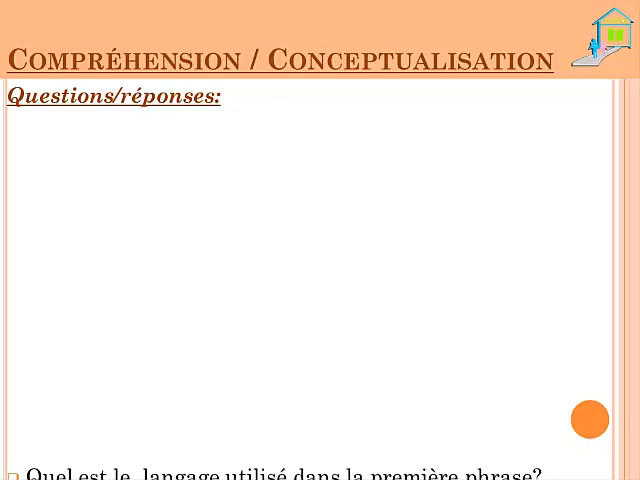 COMPRÉHENSION / CONCEPTUALISATION
Questions/réponses:
Quel est le langage utilisé dans la première phrase?